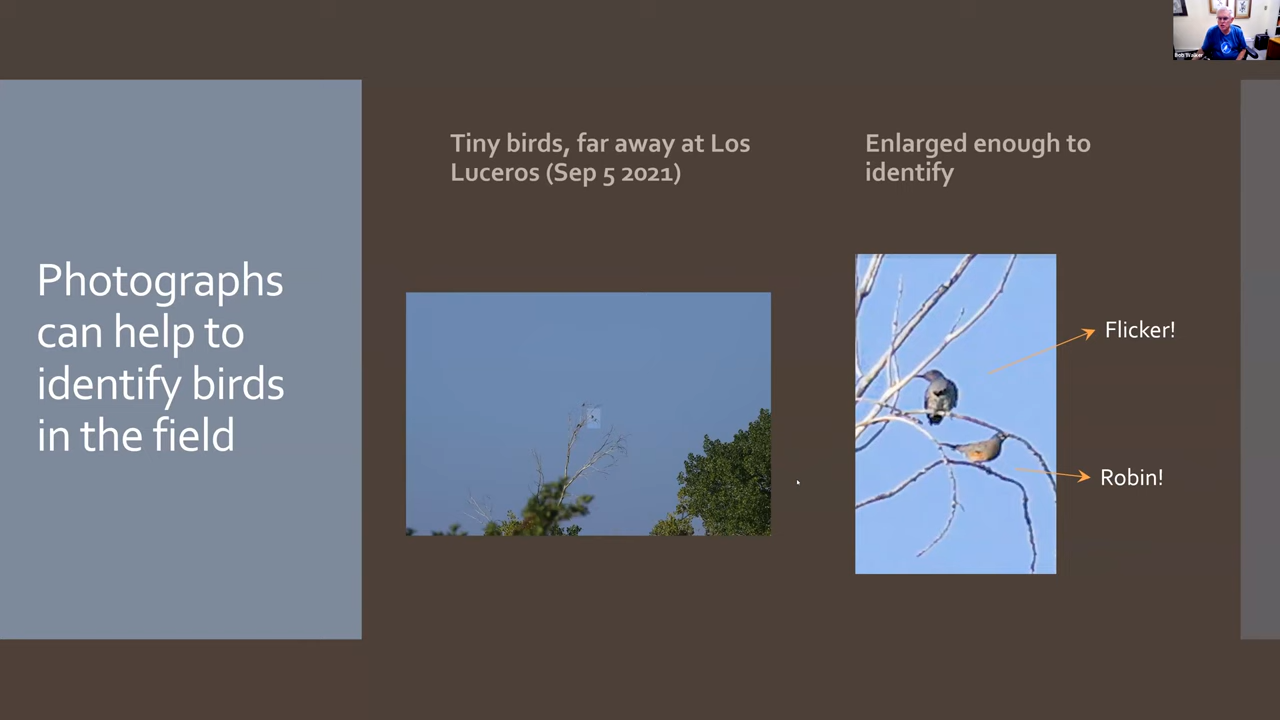 Photographs
can help to
identify birds
in the field
Tiny birds, far away at Los
Luceros (Sep 5 2021)
Enlarged enough to
identify
Flicker!
Robin!